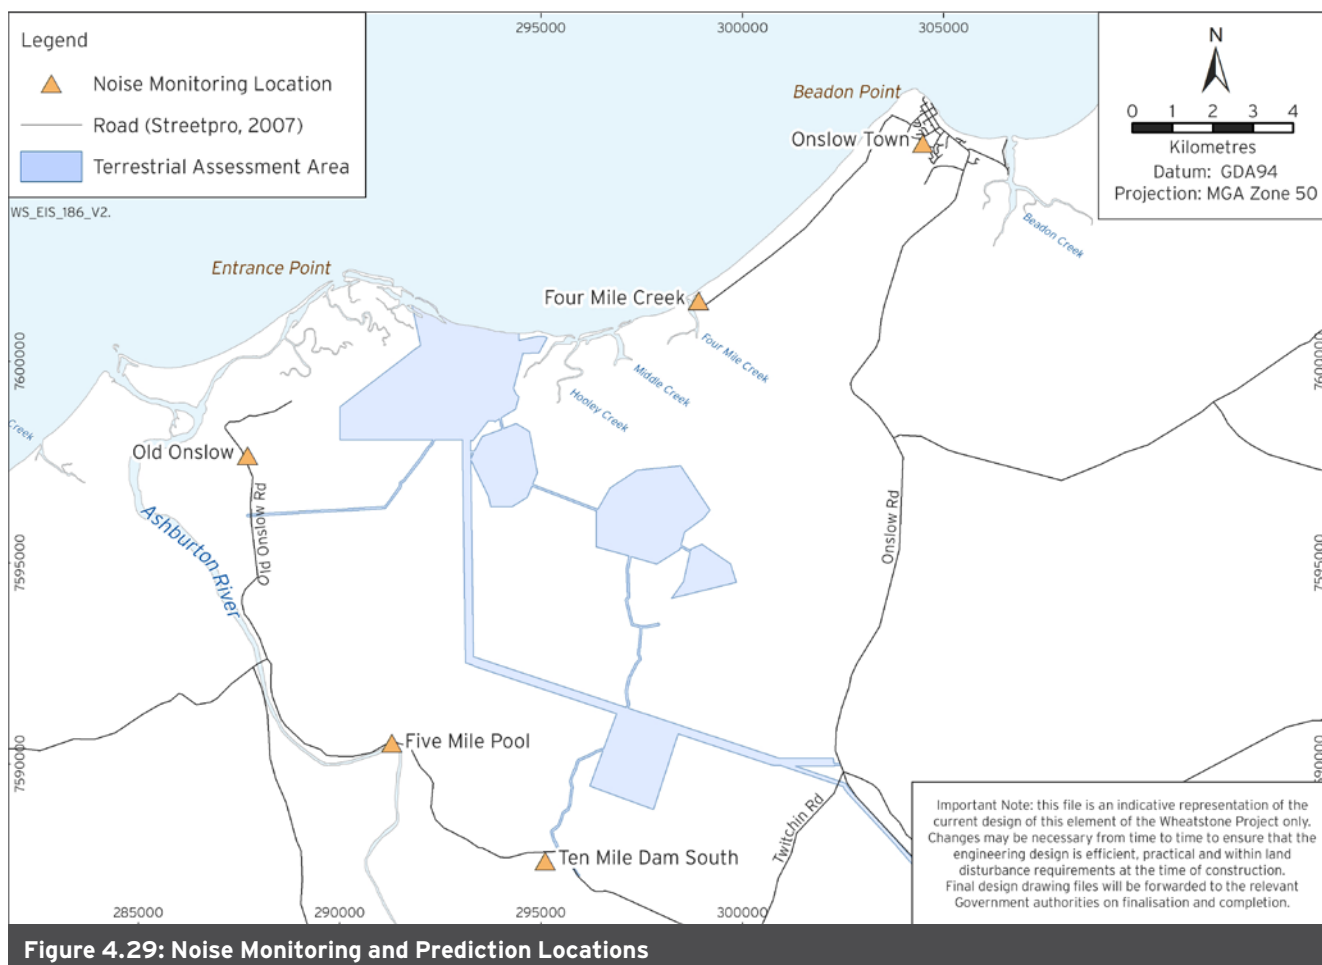 295000
300000
305000
Legend
Noise Monitoring Location
Road (Streetpro, 2007)
Terrestrial Assessment Area
WS_EIS_186_V2.
N
0 1 2 3 4
Kilometres
Datum: GDA94
Projection: MGA Zone 50
Beadon Point
Onslow Town
Beadon Creek
Entrance Point
Four Mile Creek
Four Mile Creek
Middle Creek
Hooley Creek
7600000
7600000
Creek
Old Onslow
Old Onslow Rd
Ashburton River
Onslow Rd
7595000
7595000
Five Mile Pool
7590000
90000
Twitchin Rd
Ten Mile Dam South
Important Note: this file is an indicative representation of the
current design of this element of the Wheatstone Project only.
Changes may be necessary from time to time to ensure that the
engineering design is efficient, practical and within land
disturbance requirements at the time of construction.
Final design drawing files will be forwarded to the relevant
Government authorities on finalisation and completion.
285000
290000
295000
300000
Figure 4.29: Noise Monitoring and Prediction Locations